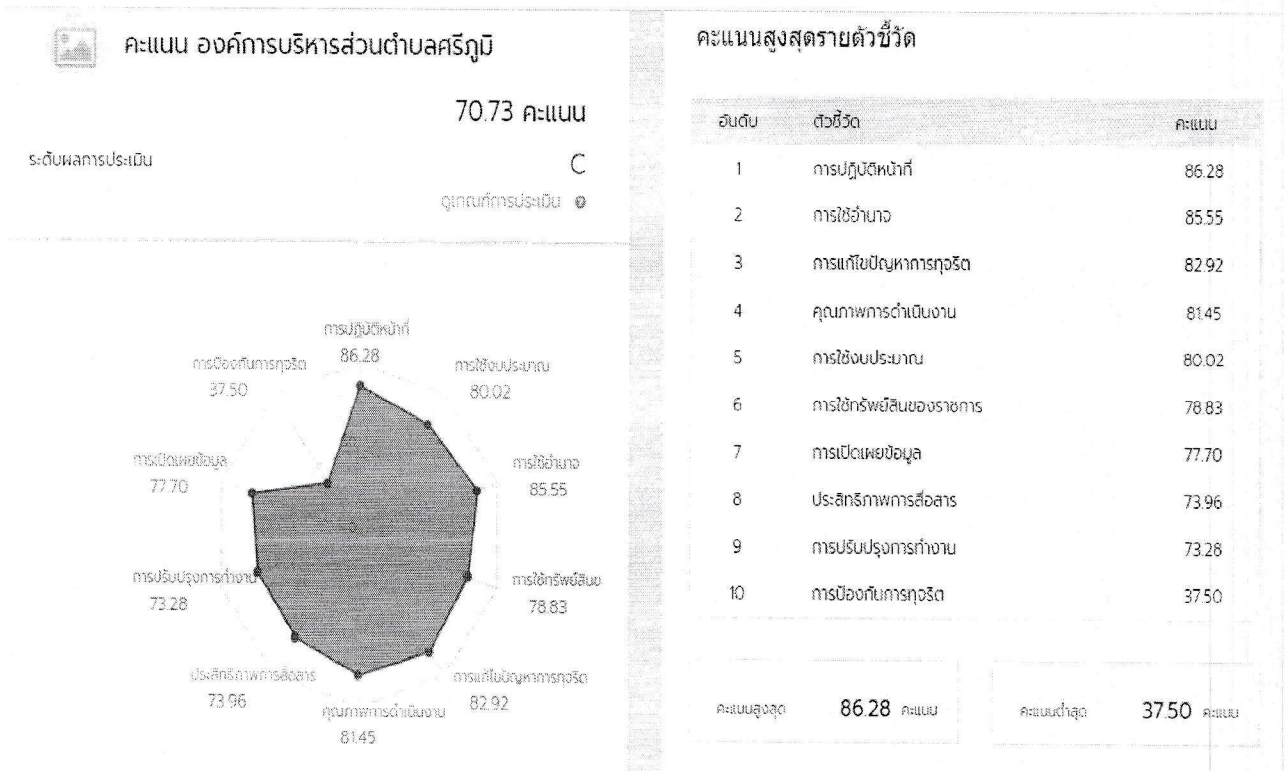 คะแนน องค์การบริหารส่วนตำบลศรีภูมิ
70.73 คะแนน
ระดับผลการประเมิน
C
ดูเกณฑ์การประเมิน
การปฏิบัติหน้าที่
86.28
การป้องกันการทุจริต
37.50
การใช้งบประมาณ
80.02
การเปิดเผยข้อมูล
77.70
การใช้อำนาจ
85.55
การปรับปรุงการทำงาน
73.28
การใช้ทรัพย์สินข
78.83
ประสิทธิภาพการสื่อสาร
73.96
การแก้ไขปัญหาการทุจริต
82.92
คุณภาพการดำเนินงาน
81.45
คะแนนสูงสุดรายตัวชี้วัด
อันดับ ตัวชี้วัด คะแนน
1 การปฏิบัติหน้าที่ 86.28
2 การใช้อำนาจ 85.55
3 การแก้ไขปัญหาการทุจริต 82.92
4 คุณภาพการดำเนินงาน 81.45
5 การใช้งบประมาณ 80.02
6 การใช้ทรัพย์สินของราชการ 78.83
7 การเปิดเผยข้อมูล 77.70
8 ประสิทธิภาพการสื่อสาร 73.96
9 การปรับปรุงการทำงาน 73.28
10 การป้องกันการทุจริต 37.50
คะแนนสูงสุด 86.28
คะแนนต่ำสุด 37.50 คะแนน